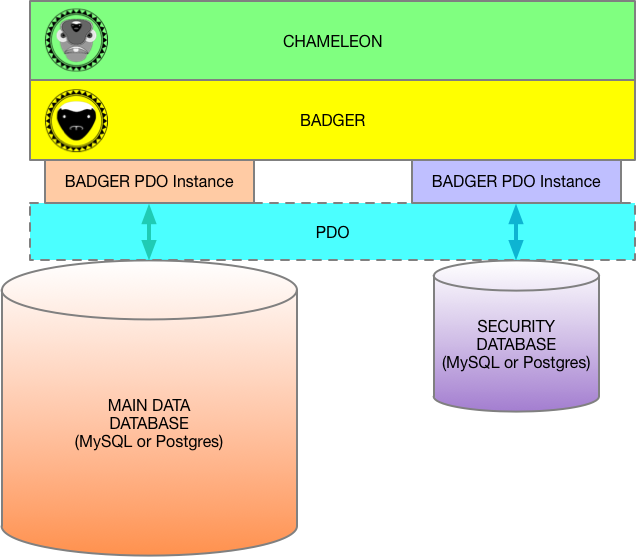 CHAMELEON
BADGER
BADGER PDO Instance
BADGER PDO Instance
PDO
SECURITY
DATABASE
(MySQL or Postgres)
MAIN DATA
DATABASE
(MySQL or Postgres)